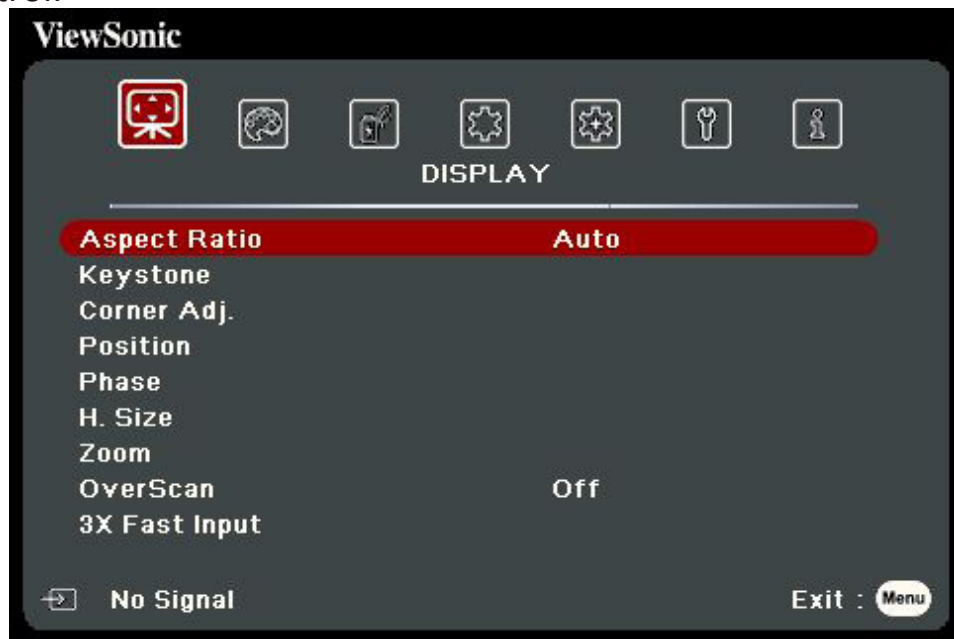 ViewSonic
DISPLAY
Aspect Ratio Auto
Keystone
Corner Adj.
Position
Phase
H. Size
Zoom
OverScan Off
3X Fast Input
No Signal Exit : Menu